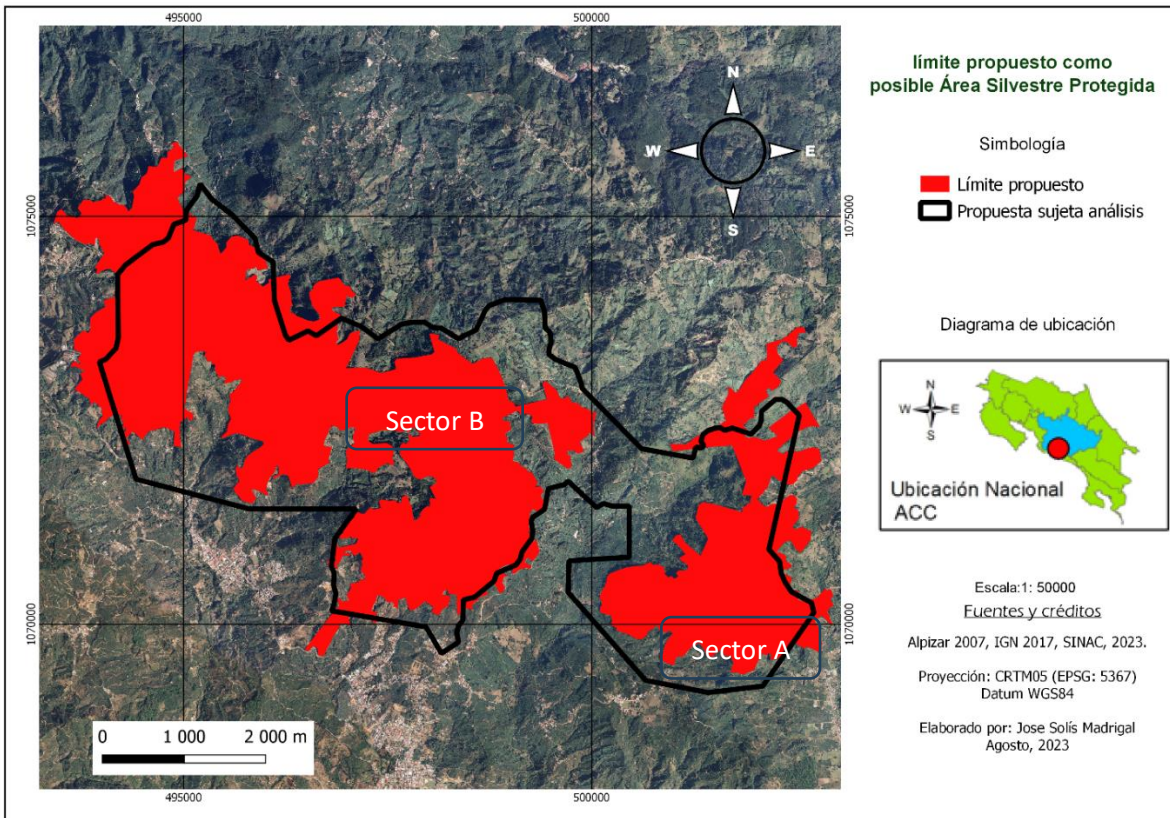 495000
500000
1075000
1075000
1070000
1070000
495000
500000
N
W
E
S
Sector B
Sector A
0
1 000
2 000 m
límite propuesto como
posible Área Silvestre Protegida
Simbología
Límite propuesto
Propuesta sujeta análisis
Diagrama de ubicación
N
W
E
S
Ubicación Nacional
ACC
Escala:1: 50000
Fuentes y créditos
Alpizar 2007, IGN 2017, SINAC, 2023.
Proyección: CRTM05 (EPSG: 5367)
Datum WGS84
Elaborado por: Jose Solís Madrigal
Agosto, 2023